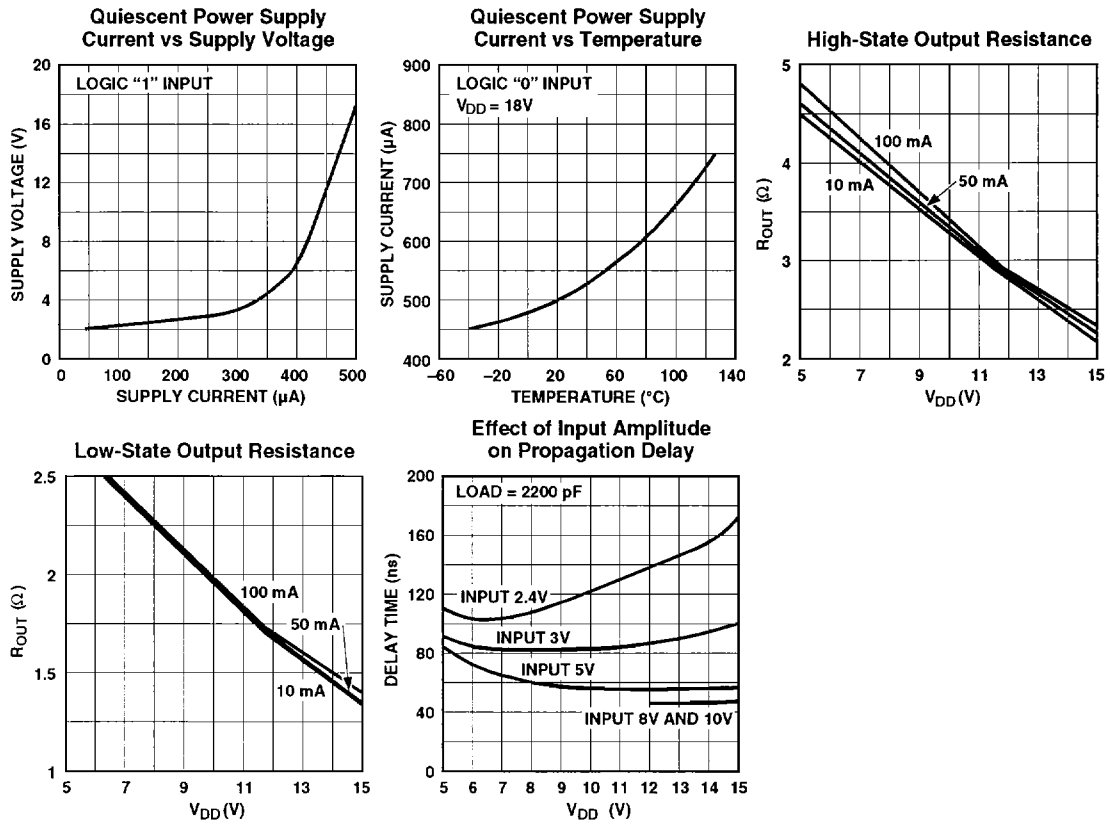 Quiescent Power Supply
Current vs Supply Voltage
20
16
12
8
4
0
SUPPLY VOLTAGE (V)
LOGIC “1” INPUT
0
100
200
300
400
500
SUPPLY CURRENT (µA)
Quiescent Power Supply
Current vs Temperature
900
800
700
600
500
400
SUPPLY CURRENT (µA)
LOGIC “0” INPUT
VDD = 18V
–60
–20
20
60
100
140
TEMPERATURE (°C)
High-State Output Resistance
5
4
3
2
ROUT (Ω)
100 mA
50 mA
10 mA
5
7
9
11
13
15
VDD (V)
Low-State Output Resistance
2.5
2
1.5
1
ROUT (Ω)
100 mA
50 mA
10 mA
5
7
9
11
13
15
VDD (V)
Effect of Input Amplitude
on Propagation Delay
200
160
120
80
40
0
DELAY TIME (ns)
LOAD = 2200 pF
INPUT 2.4V
INPUT 3V
INPUT 5V
INPUT 8V AND 10V
5
6
7
8
9
10
11
12
13
14
15
VDD (V)